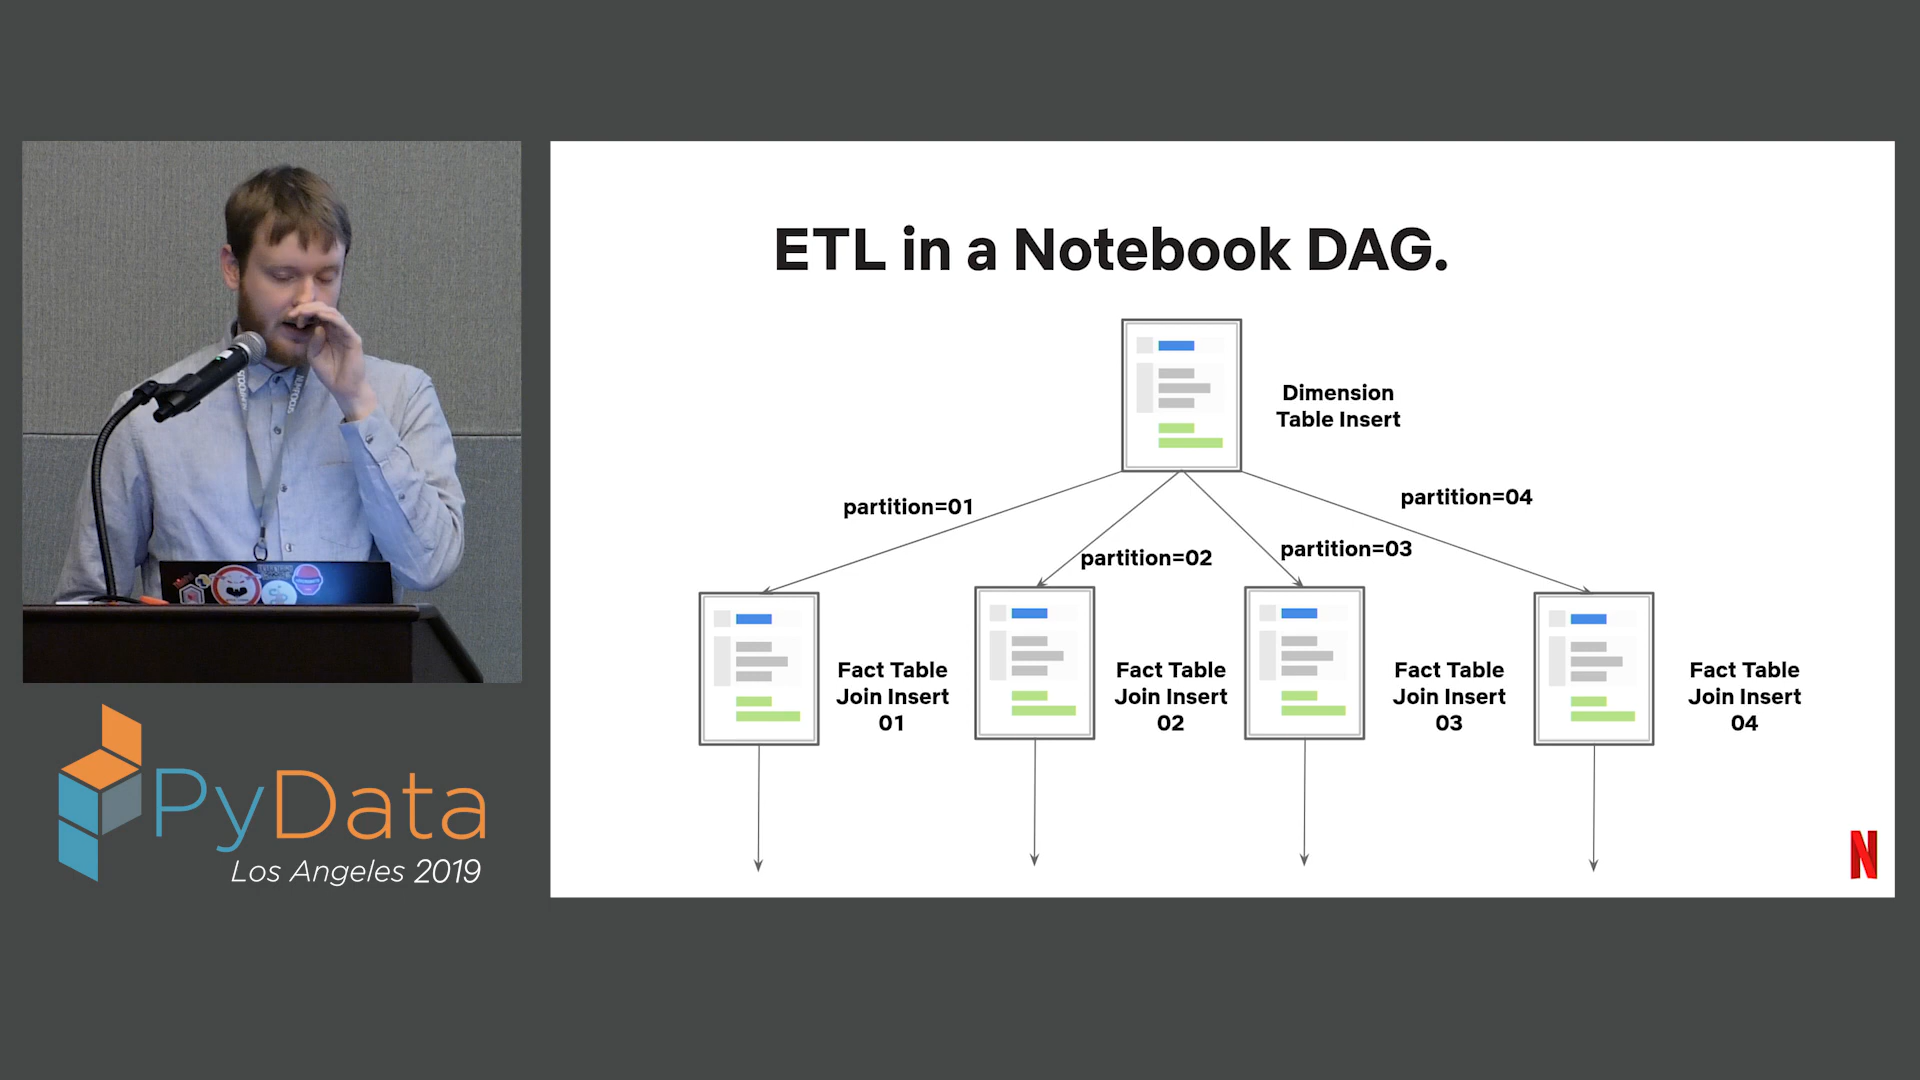 ETL in a Notebook DAG.
Dimension
Table Insert
partition=01
partition=02
partition=03
partition=04
Fact Table
Join Insert
01
Fact Table
Join Insert
02
Fact Table
Join Insert
03
Fact Table
Join Insert
04
N
PyData
Los Angeles 2019